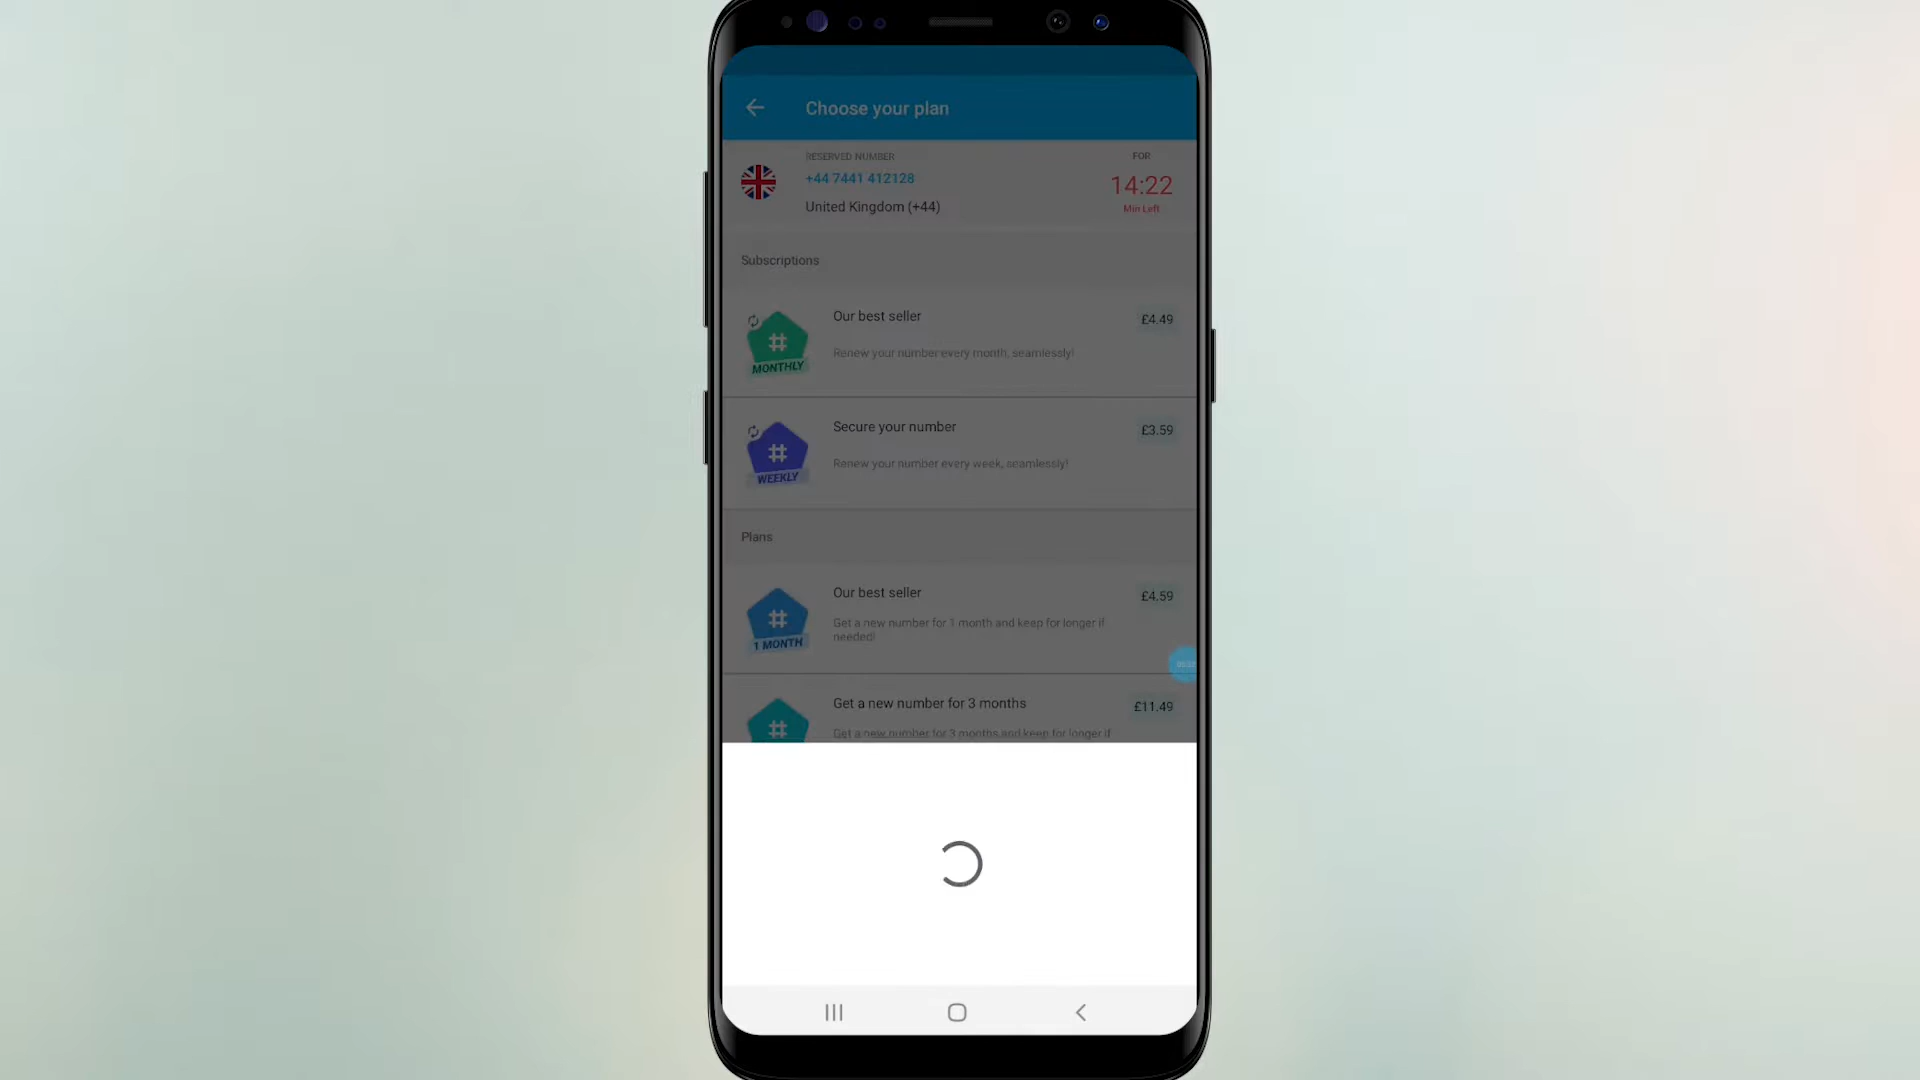 Choose your plan
RESERVED NUMBER
+44 7441 412128
United Kingdom (+44)
FOR
14:22
Min Left
Subscriptions
Our best seller
£4.49
Renew your number every month, seamlessly!
MONTHLY
Secure your number
£3.59
Renew your number every week, seamlessly!
WEEKLY
Plans
Our best seller
£4.59
Get a new number for 1 month and keep for longer if
needed!
1 MONTH
Get a new number for 3 months
£11.49
Get a new number for 3 months and keep for longer if